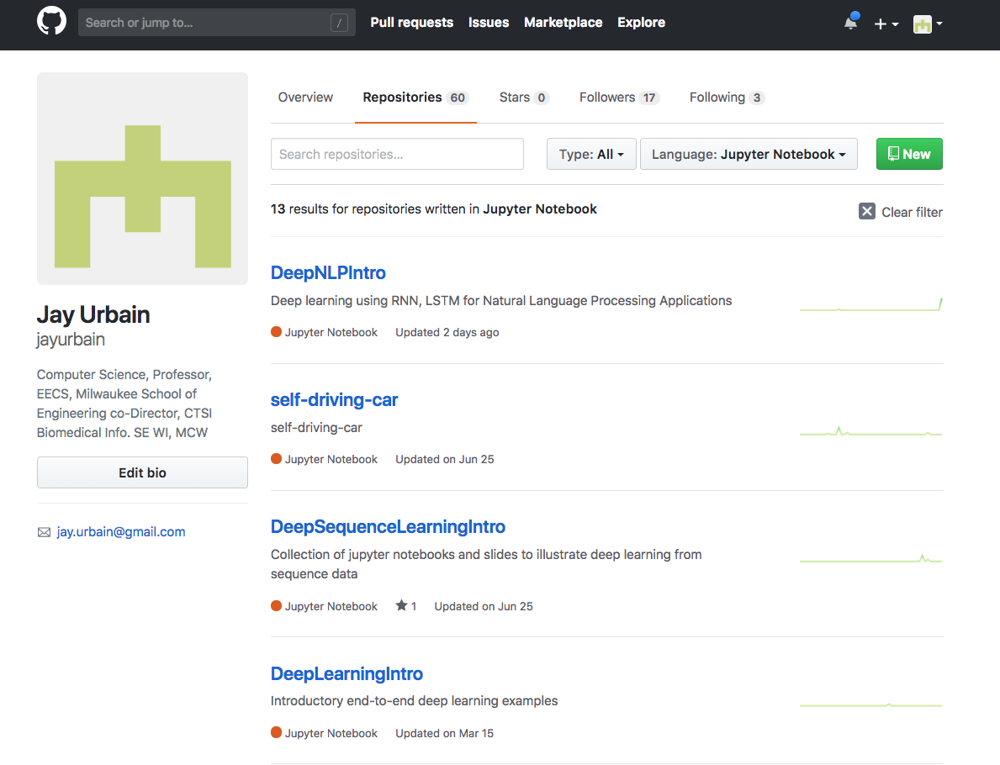 Search or jump to... /
Pull requests Issues Marketplace Explore
Overview Repositories 60 Stars 0 Followers 17 Following 3
Search repositories... Type: All Language: Jupyter Notebook New
13 results for repositories written in Jupyter Notebook Clear filter
Jay Urbain
jayurbain
Computer Science, Professor,
EECS, Milwaukee School of
Engineering co-Director, CTSI
Biomedical Info. SE WI, MCW
Edit bio
jay.urbain@gmail.com
DeepNLPIntro
Deep learning using RNN, LSTM for Natural Language Processing Applications
Jupyter Notebook Updated 2 days ago
self-driving-car
self-driving-car
Jupyter Notebook Updated on Jun 25
DeepSequenceLearningIntro
Collection of jupyter notebooks and slides to illustrate deep learning from
sequence data
Jupyter Notebook 1 Updated on Jun 25
DeepLearningIntro
Introductory end-to-end deep learning examples
Jupyter Notebook Updated on Mar 15